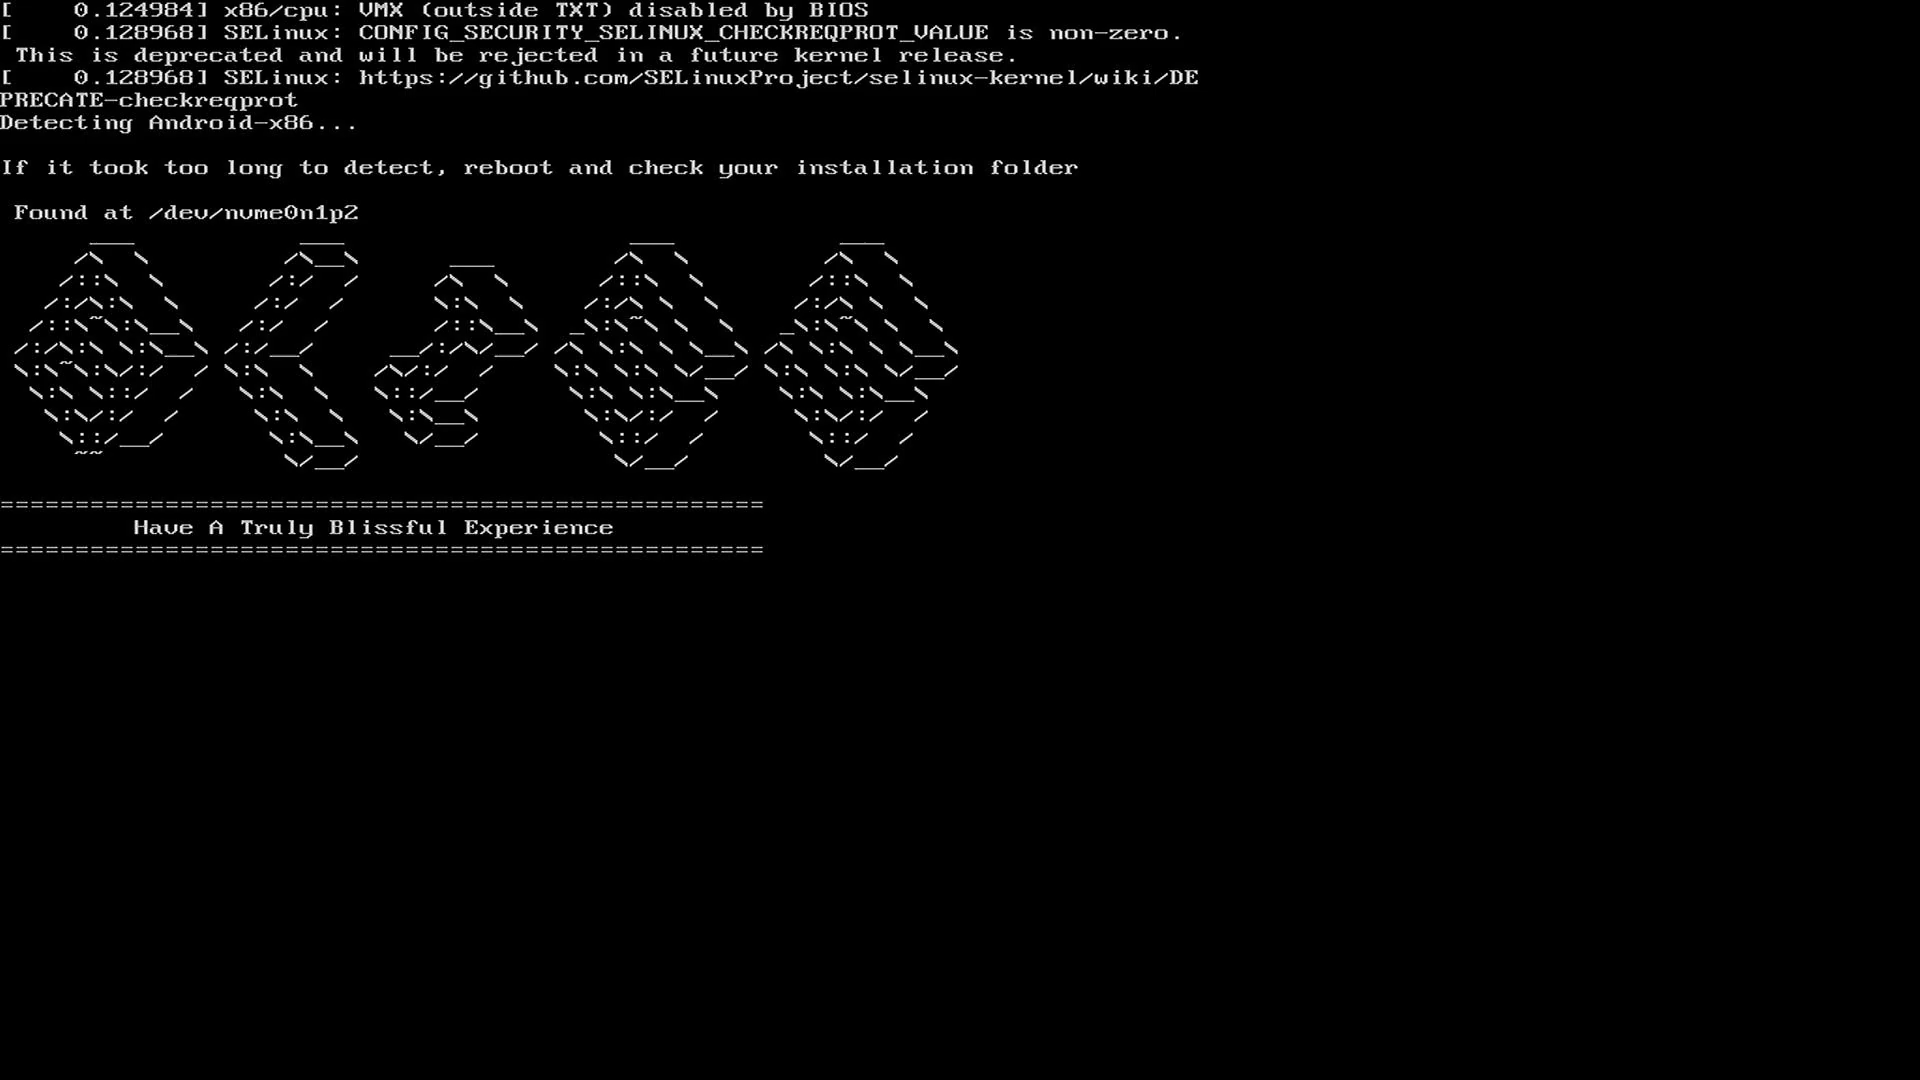 [    0.124984] x86/cpu: VMX (outside TXT) disabled by BIOS
[    0.128968] SELinux: CONFIG_SECURITY_SELINUX_CHECKREQPROT_VALUE is non-zero.
 This is deprecated and will be rejected in a future kernel release.
[    0.128968] SELinux: https://github.com/SELinuxProject/selinux-kernel/wiki/DE
PRECATE-checkreqprot
Detecting Android-x86...
If it took too long to detect, reboot and check your installation folder
Found at /dev/nvme0n1p2
BLISS
===================================================
Have A Truly Blissful Experience
===================================================